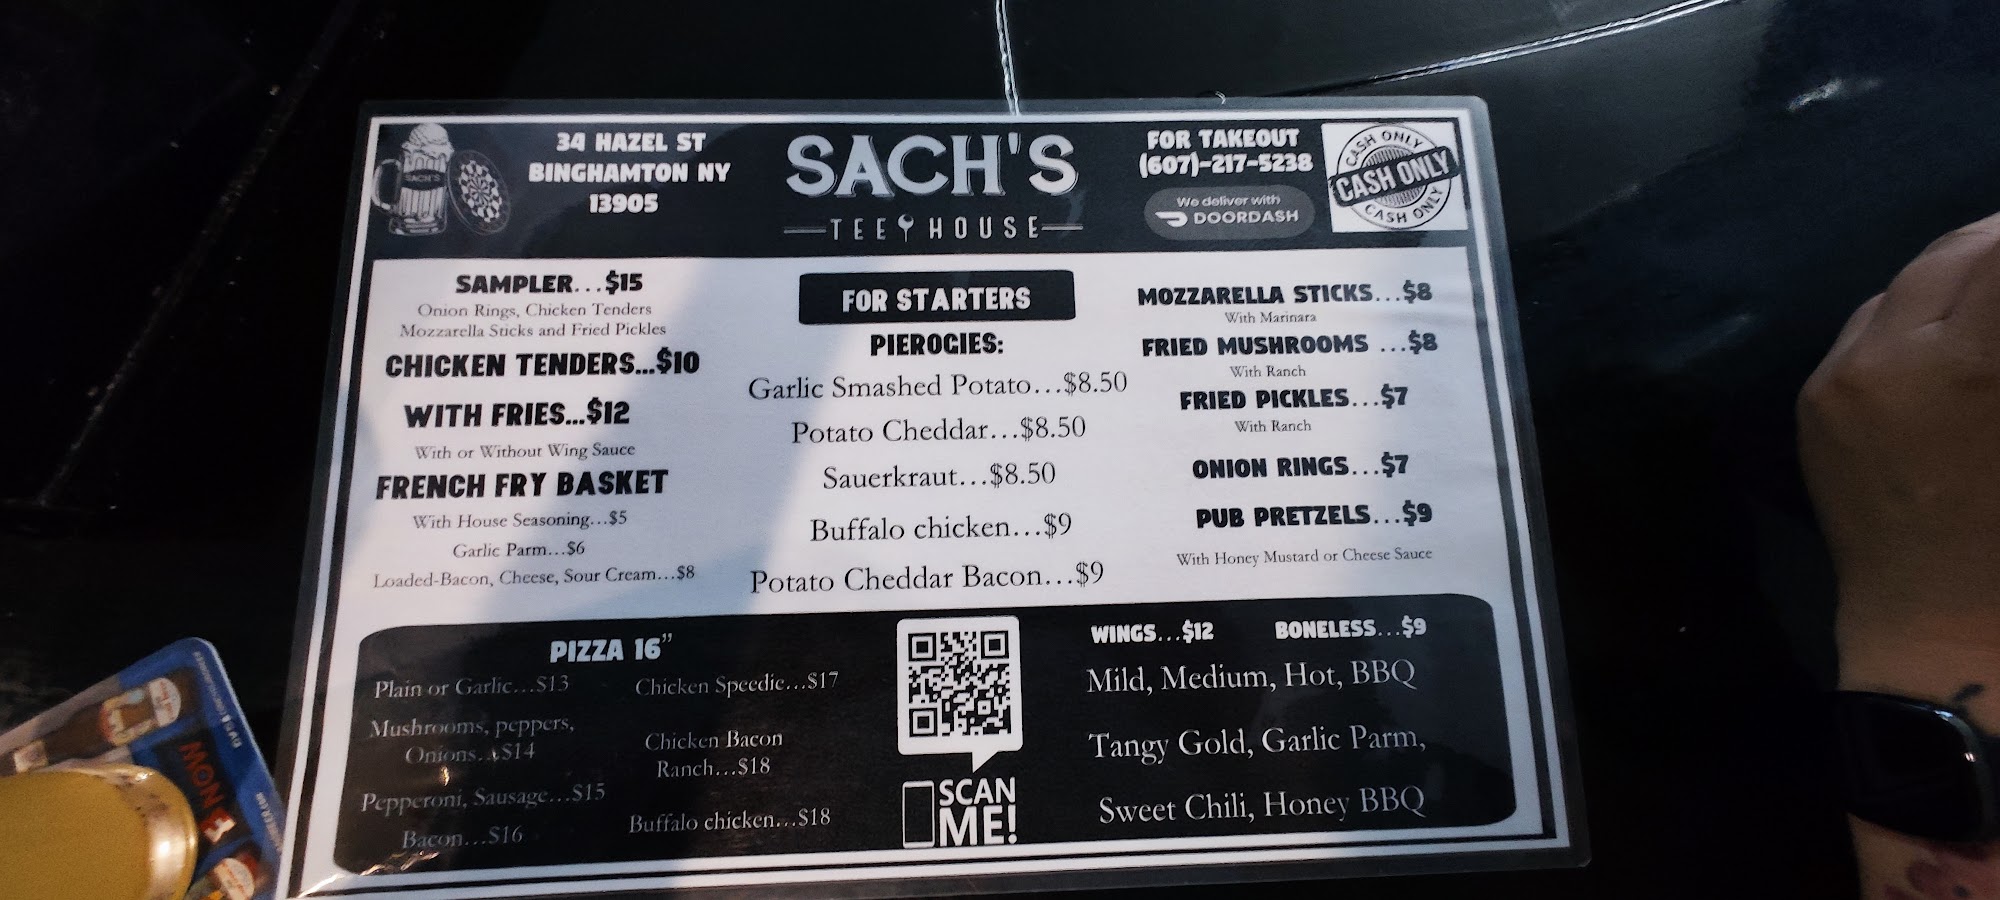 34 HAZEL ST
BINGHAMTON NY
13905
SACH'S
SACH'S
TEE HOUSE
FOR TAKEOUT
(607)-217-5238
We deliver with
DOORDASH
CASH ONLY
CASH ONLY
CASH ONLY
SAMPLER...$15
Onion Rings, Chicken Tenders
Mozzarella Sticks and Fried Pickles
CHICKEN TENDERS...$10
WITH FRIES...$12
With or Without Wing Sauce
FRENCH FRY BASKET
With House Seasoning...$5
Garlic Parm...$6
Loaded-Bacon, Cheese, Sour Cream...$8
FOR STARTERS
PIEROGIES:
Garlic Smashed Potato...$8.50
Potato Cheddar...$8.50
Sauerkraut...$8.50
Buffalo chicken...$9
Potato Cheddar Bacon...$9
MOZZARELLA STICKS...$8
With Marinara
FRIED MUSHROOMS ...$8
With Ranch
FRIED PICKLES...$7
With Ranch
ONION RINGS...$7
PUB PRETZELS...$9
With Honey Mustard or Cheese Sauce
PIZZA 16"
Plain or Garlic...$13
Mushrooms, peppers,
Onions...$14
Pepperoni, Sausage...$15
Bacon...$16
Chicken Speedie...$17
Chicken Bacon
Ranch...$18
Buffalo chicken...$18
SCAN
ME!
WINGS...$12 BONELESS...$9
Mild, Medium, Hot, BBQ
Tangy Gold, Garlic Parm,
Sweet Chili, Honey BBQ
NOW